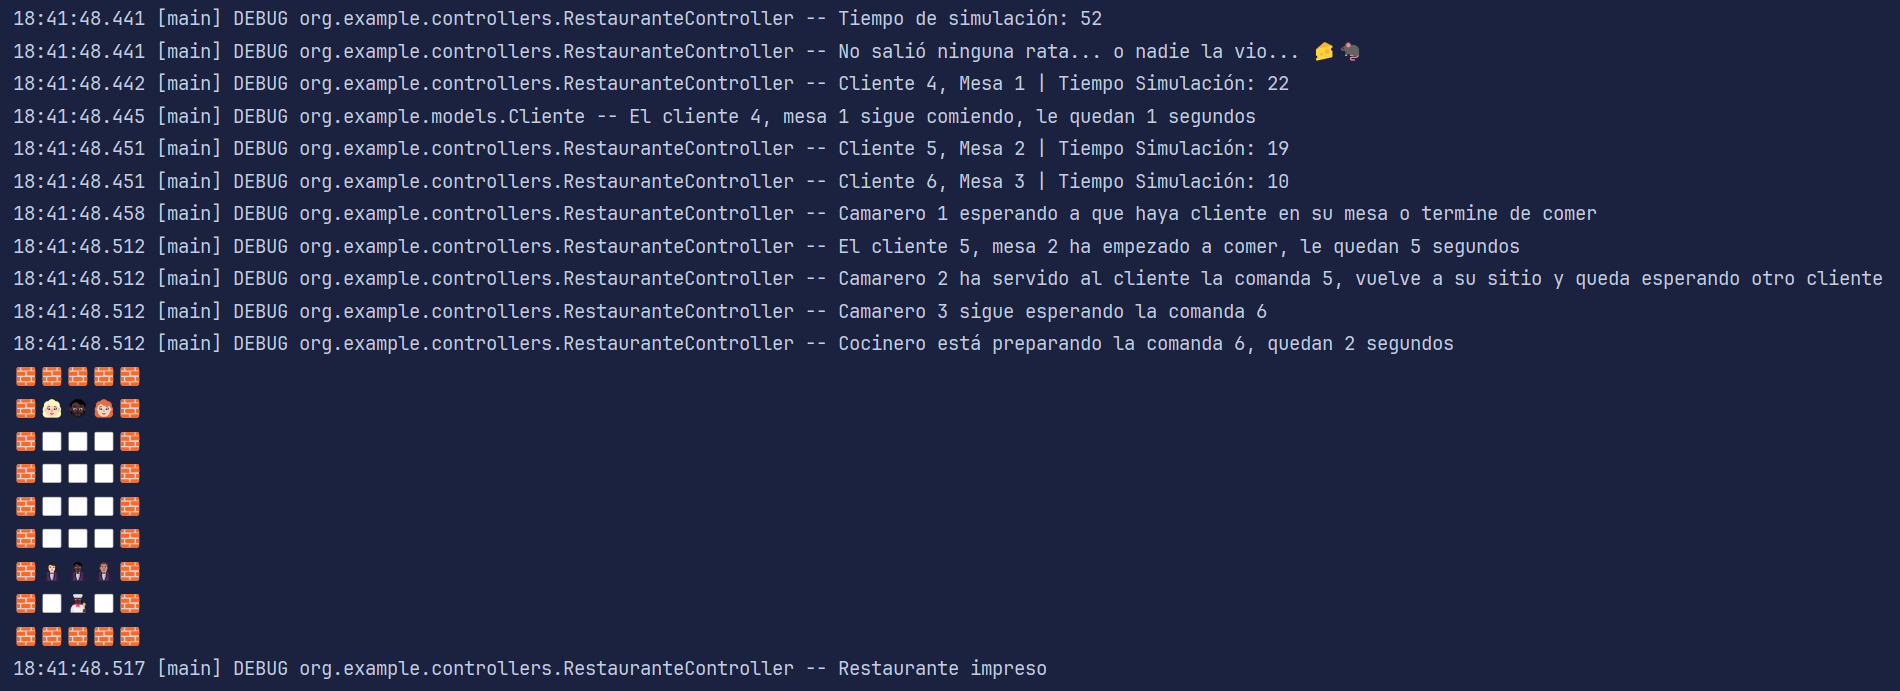 18:41:48.441 [main] DEBUG org.example.controllers.RestauranteController -- Tiempo de simulación: 52
18:41:48.441 [main] DEBUG org.example.controllers.RestauranteController -- No salió ninguna rata... o nadie la vio... 🧀🐀
18:41:48.442 [main] DEBUG org.example.controllers.RestauranteController -- Cliente 4, Mesa 1 | Tiempo Simulación: 22
18:41:48.445 [main] DEBUG org.example.models.Cliente -- El cliente 4, mesa 1 sigue comiendo, le quedan 1 segundos
18:41:48.451 [main] DEBUG org.example.controllers.RestauranteController -- Cliente 5, Mesa 2 | Tiempo Simulación: 19
18:41:48.451 [main] DEBUG org.example.controllers.RestauranteController -- Cliente 6, Mesa 3 | Tiempo Simulación: 10
18:41:48.458 [main] DEBUG org.example.controllers.RestauranteController -- Camarero 1 esperando a que haya cliente en su mesa o termine de comer
18:41:48.512 [main] DEBUG org.example.controllers.RestauranteController -- El cliente 5, mesa 2 ha empezado a comer, le quedan 5 segundos
18:41:48.512 [main] DEBUG org.example.controllers.RestauranteController -- Camarero 2 ha servido al cliente la comanda 5, vuelve a su sitio y queda esperando otro cliente
18:41:48.512 [main] DEBUG org.example.controllers.RestauranteController -- Camarero 3 sigue esperando la comanda 6
18:41:48.512 [main] DEBUG org.example.controllers.RestauranteController -- Cocinero está preparando la comanda 6, quedan 2 segundos
18:41:48.517 [main] DEBUG org.example.controllers.RestauranteController -- Restaurante impreso